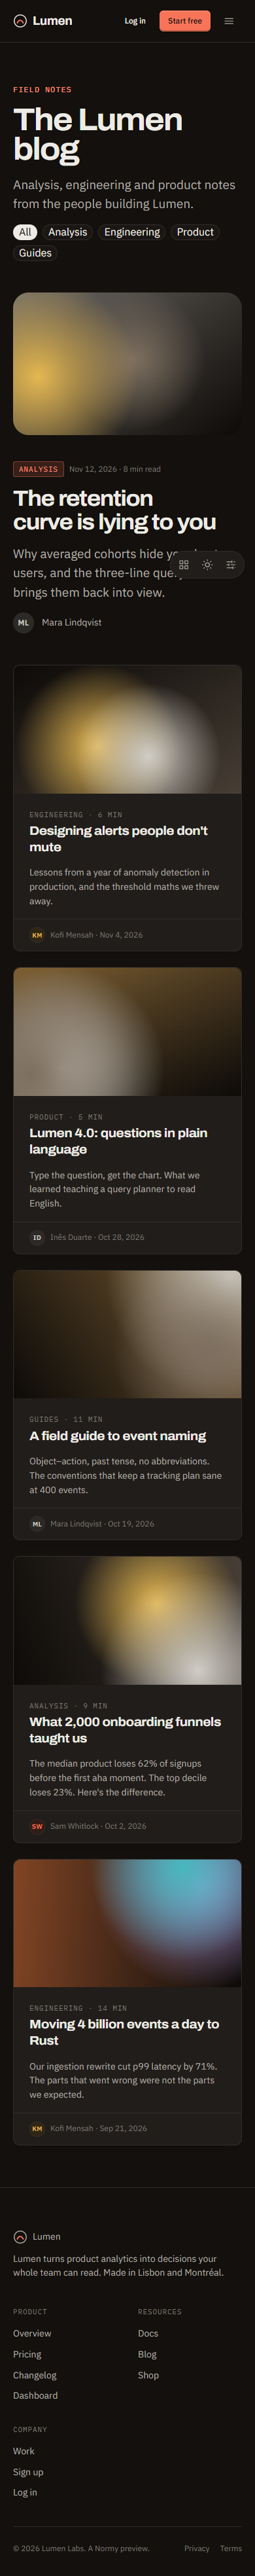 Lumen
Log in
Start free
FIELD NOTES
The Lumen
blog
Analysis, engineering and product notes
from the people building Lumen.
All
Analysis
Engineering
Product
Guides
ANALYSIS
Nov 12, 2026 · 8 min read
The retention
curve is lying to you
Why averaged cohorts hide
users, and the three-line
brings them back into view.
ML
Mara Lindqvist
ENGINEERING · 6 MIN
Designing alerts people don't
mute
Lessons from a year of anomaly detection in
production, and the threshold maths we threw
away.
KM
Kofi Mensah · Nov 4, 2026
PRODUCT · 5 MIN
Lumen 4.0: questions in plain
language
Type the question, get the chart. What we
learned teaching a query planner to read
English.
ID
Inês Duarte · Oct 28, 2026
GUIDES · 11 MIN
A field guide to event naming
Object–action, past tense, no abbreviations.
The conventions that keep a tracking plan sane
at 400 events.
ML
Mara Lindqvist · Oct 19, 2026
ANALYSIS · 9 MIN
What 2,000 onboarding funnels
taught us
The median product loses 62% of signups
before the first aha moment. The top decile
loses 23%. Here's the difference.
SW
Sam Whitlock · Oct 2, 2026
ENGINEERING · 14 MIN
Moving 4 billion events a day to
Rust
Our ingestion rewrite cut p99 latency by 71%.
The parts that went wrong were not the parts
we expected.
KM
Kofi Mensah · Sep 21, 2026
Lumen
Lumen turns product analytics into decisions your
whole team can read. Made in Lisbon and Montréal.
PRODUCT
Overview
Pricing
Changelog
Dashboard
RESOURCES
Docs
Blog
Shop
COMPANY
Work
Sign up
Log in
© 2026 Lumen Labs. A Normy preview.
Privacy
Terms